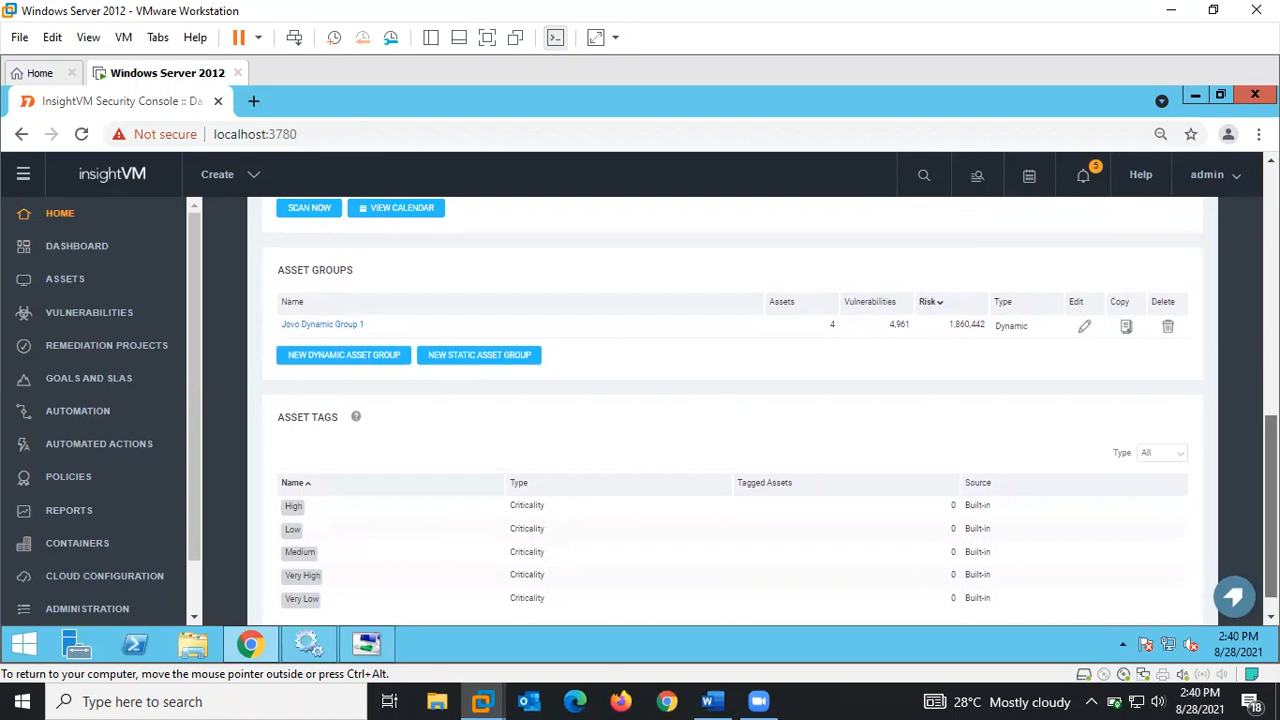 Windows Server 2012 - VMware Workstation
File Edit View VM Tabs Help
Home Windows Server 2012
InsightVM Security Console :: Da
Not secure localhost:3780
insightVM Create 5 Help admin
HOME
DASHBOARD
ASSETS
VULNERABILITIES
REMEDIATION PROJECTS
GOALS AND SLAS
AUTOMATION
AUTOMATED ACTIONS
POLICIES
REPORTS
CONTAINERS
CLOUD CONFIGURATION
ADMINISTRATION
SCAN NOW VIEW CALENDAR
ASSET GROUPS
Name Assets Vulnerabilities Risk Type Edit Copy Delete
Jovo Dynamic Group 1 4 4,961 1,860,442 Dynamic
NEW DYNAMIC ASSET GROUP NEW STATIC ASSET GROUP
ASSET TAGS
Type All
Name Type Tagged Assets Source
High Criticality 0 Built-in
Low Criticality 0 Built-in
Medium Criticality 0 Built-in
Very High Criticality 0 Built-in
Very Low Criticality 0 Built-in
2:40 PM
8/28/2021
To return to your computer, move the mouse pointer outside or press Ctrl+Alt.
Type here to search
28°C Mostly cloudy
2:40 PM
8/28/2021
18